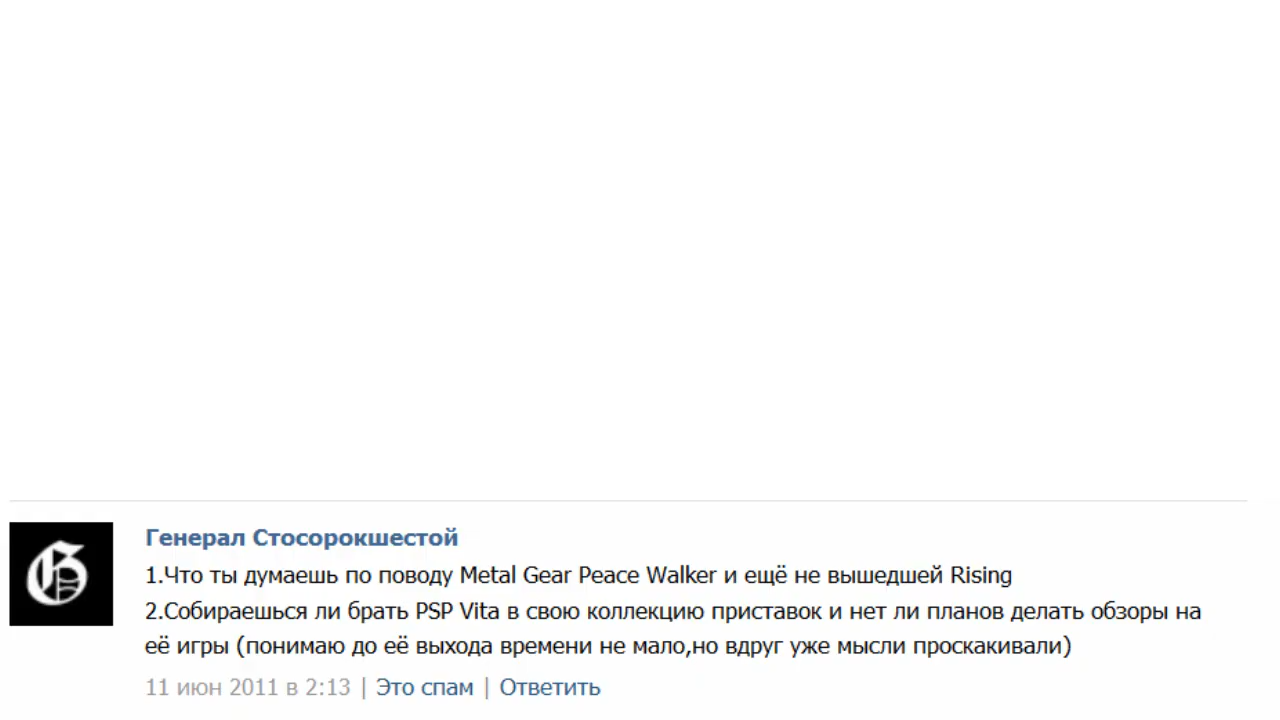 Генерал Стосорокшестой
1.Что ты думаешь по поводу Metal Gear Peace Walker и ещё не вышедшей Rising
2.Собираешься ли брать PSP Vita в свою коллекцию приставок и нет ли планов делать обзоры на
её игры (понимаю до её выхода времени не мало,но вдруг уже мысли проскакивали)
11 июн 2011 в 2:13 | Это спам | Ответить